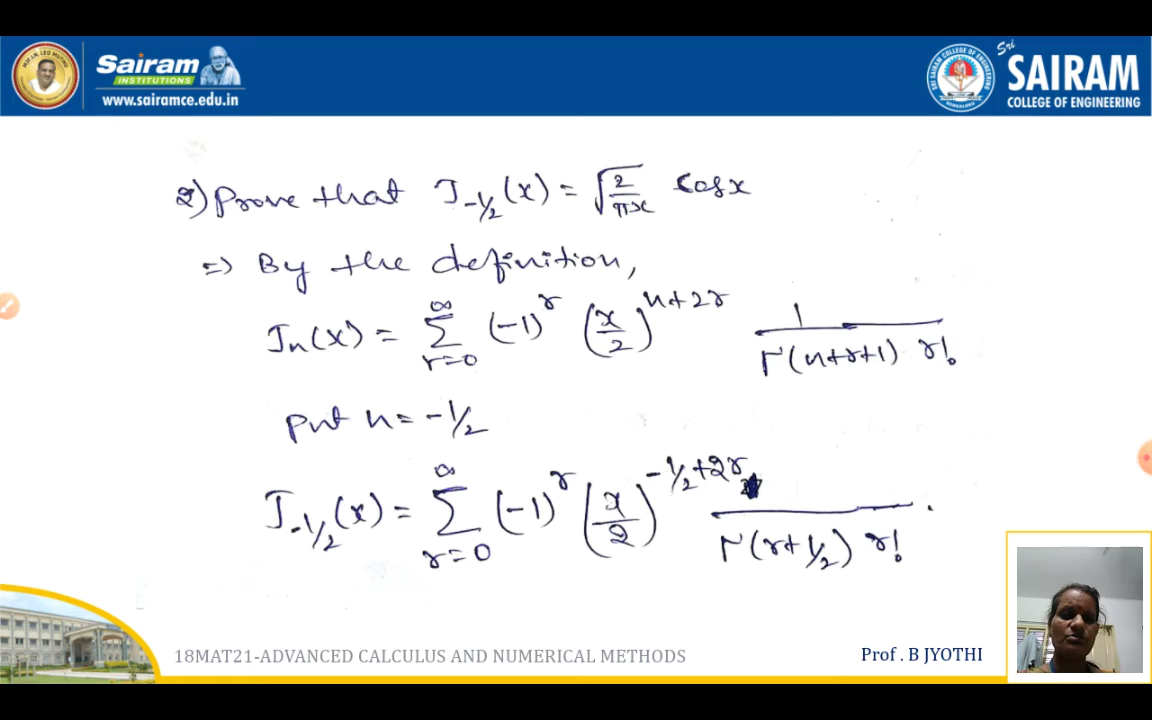 Sairam
INSTITUTIONS
www.sairamce.edu.in
Sri
SAIRAM
COLLEGE OF ENGINEERING
2) Prove that J_{-1/2}(x) = √(2/πx) cosx
=> By the definition,
J_n(x) = Σ_{r=0}^{∞} (-1)^r (x/2)^{n+2r} 1/(Γ(n+r+1) r!)
put n = -1/2
J_{-1/2}(x) = Σ_{r=0}^{∞} (-1)^r (x/2)^{-1/2+2r} /(Γ(r+1/2) r!) .
18MAT21-ADVANCED CALCULUS AND NUMERICAL METHODS
Prof . B JYOTHI